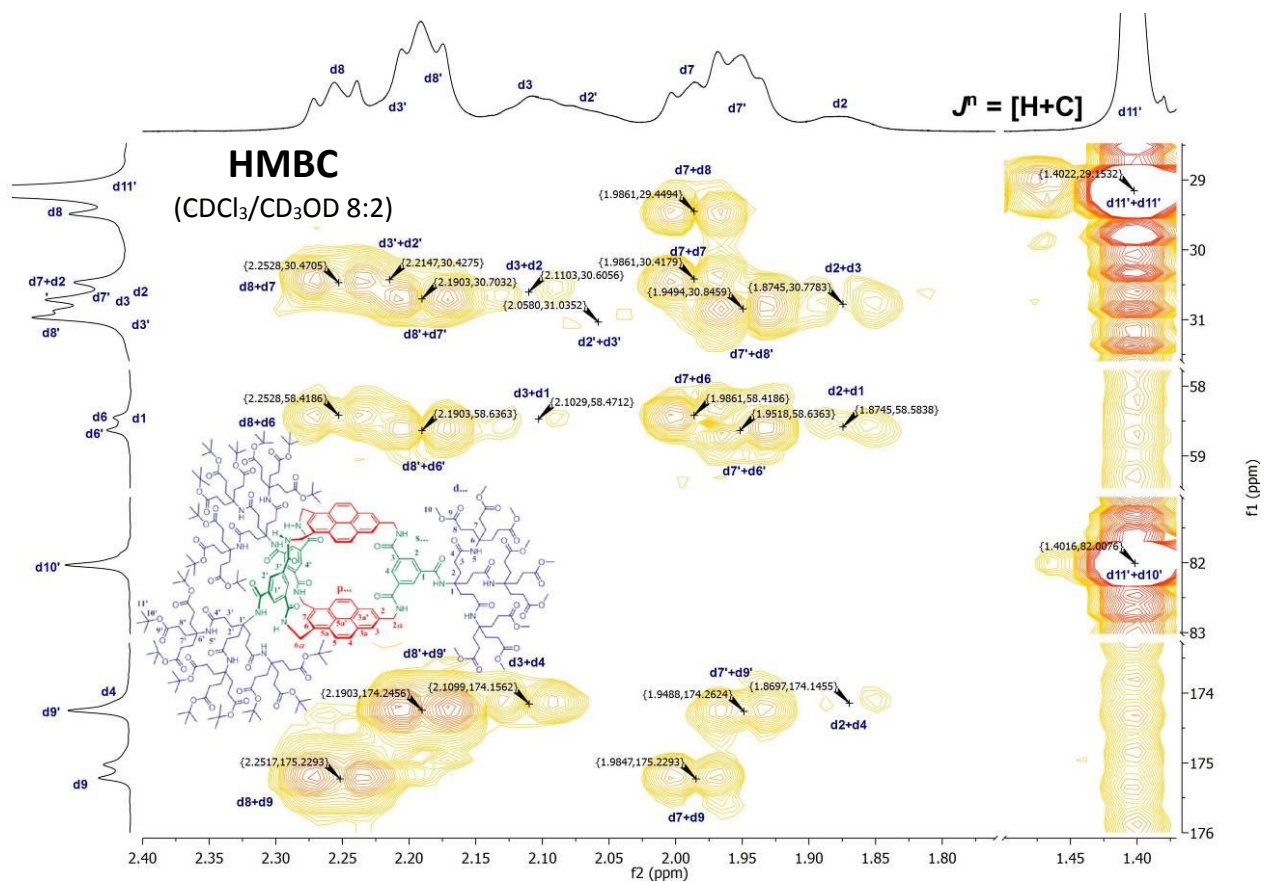 d8
d3'
d8'
d3
d2'
d7
d7'
d2
Jⁿ = [H+C]
d11'
HMBC
(CDCl₃/CD₃OD 8:2)
d11'
d8
d7+d2
d7'
d2
d3
d8'
d3'
d6
d1
d6'
d10'
d4
d9'
d9
d7+d8
{1.9861,29.4494}
{1.4022,29.1532}
d11'+d11'
d3'+d2'
{2.2528,30.4705}
{2.2147,30.4275}
d3+d2
{2.1103,30.6056}
d8+d7
{2.1903,30.7032}
{2.0580,31.0352}
d8'+d7'
d2'+d3'
d7+d7
{1.9861,30.4179}
d2+d3
{1.9494,30.8459}
{1.8745,30.7783}
d7'+d8'
{2.2528,58.4186}
d8+d6
{2.1903,58.6363}
d8'+d6'
d3+d1
{2.1029,58.4712}
d7+d6
{1.9861,58.4186}
d2+d1
{1.9518,58.6363}
{1.8745,58.5838}
d7'+d6'
{1.4016,82.0076}
d11'+d10'
d...
s...
p...
d8'+d9'
d3+d4
{2.1903,174.2456}
{2.1099,174.1562}
d7'+d9'
{1.9488,174.2624}
{1.8697,174.1455}
d2+d4
{2.2517,175.2293}
d8+d9
{1.9847,175.2293}
d7+d9
29
30
31
58
59
82
83
174
175
176
f1 (ppm)
2.40 2.35 2.30 2.25 2.20 2.15 2.10 2.05 2.00 1.95 1.90 1.85 1.80 1.45 1.40
f2 (ppm)